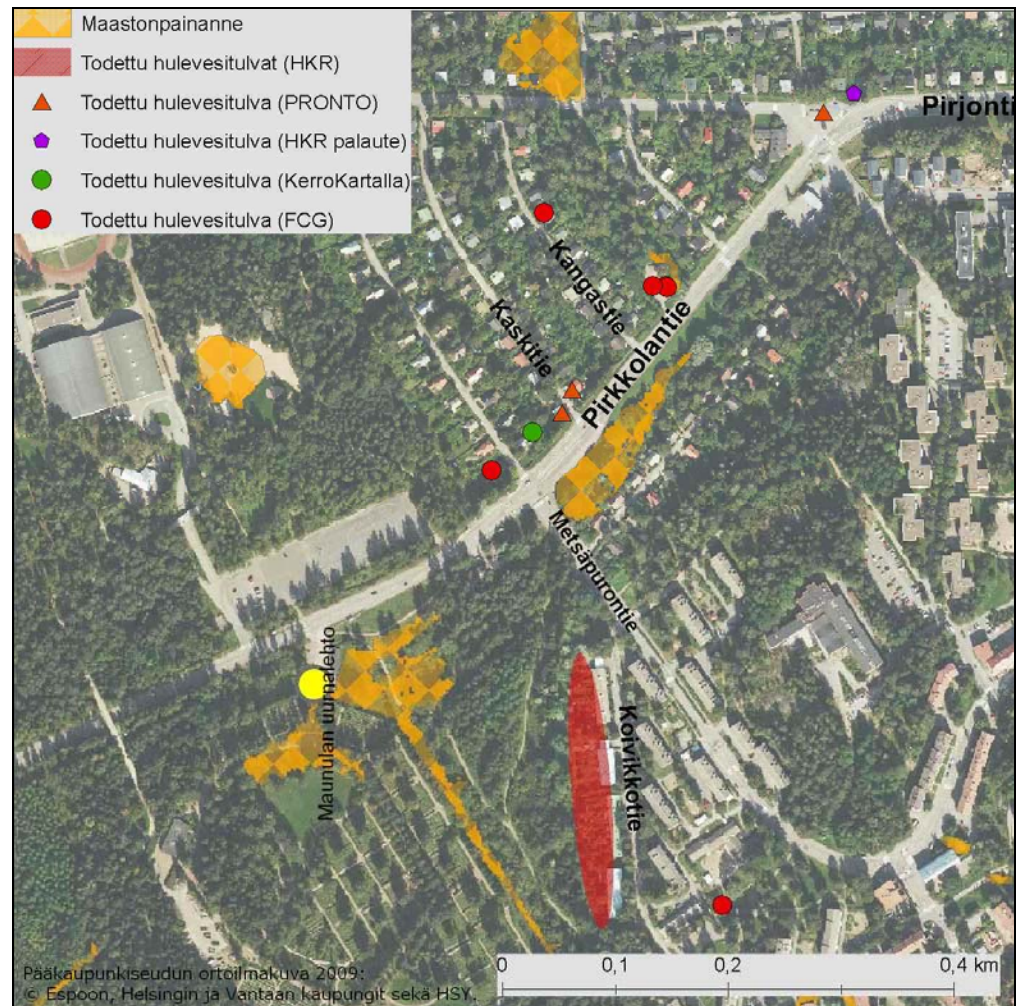 Maastonpainanne
Todettu hulevesitulvat (HKR)
Todettu hulevesitulva (PRONTO)
Todettu hulevesitulva (HKR palaute)
Todettu hulevesitulva (KerroKartalla)
Todettu hulevesitulva (FCG)
Pirjonti
Kangastie
Kaskitie
Pirkkolantie
Metsäpurontie
Maunulan uurnalehto
Koivikkotie
Pääkaupunkiseudun ortoilmakuva 2009:
© Espoon, Helsingin ja Vantaan kaupungit sekä HSY.
0 0,1 0,2 0,4 km